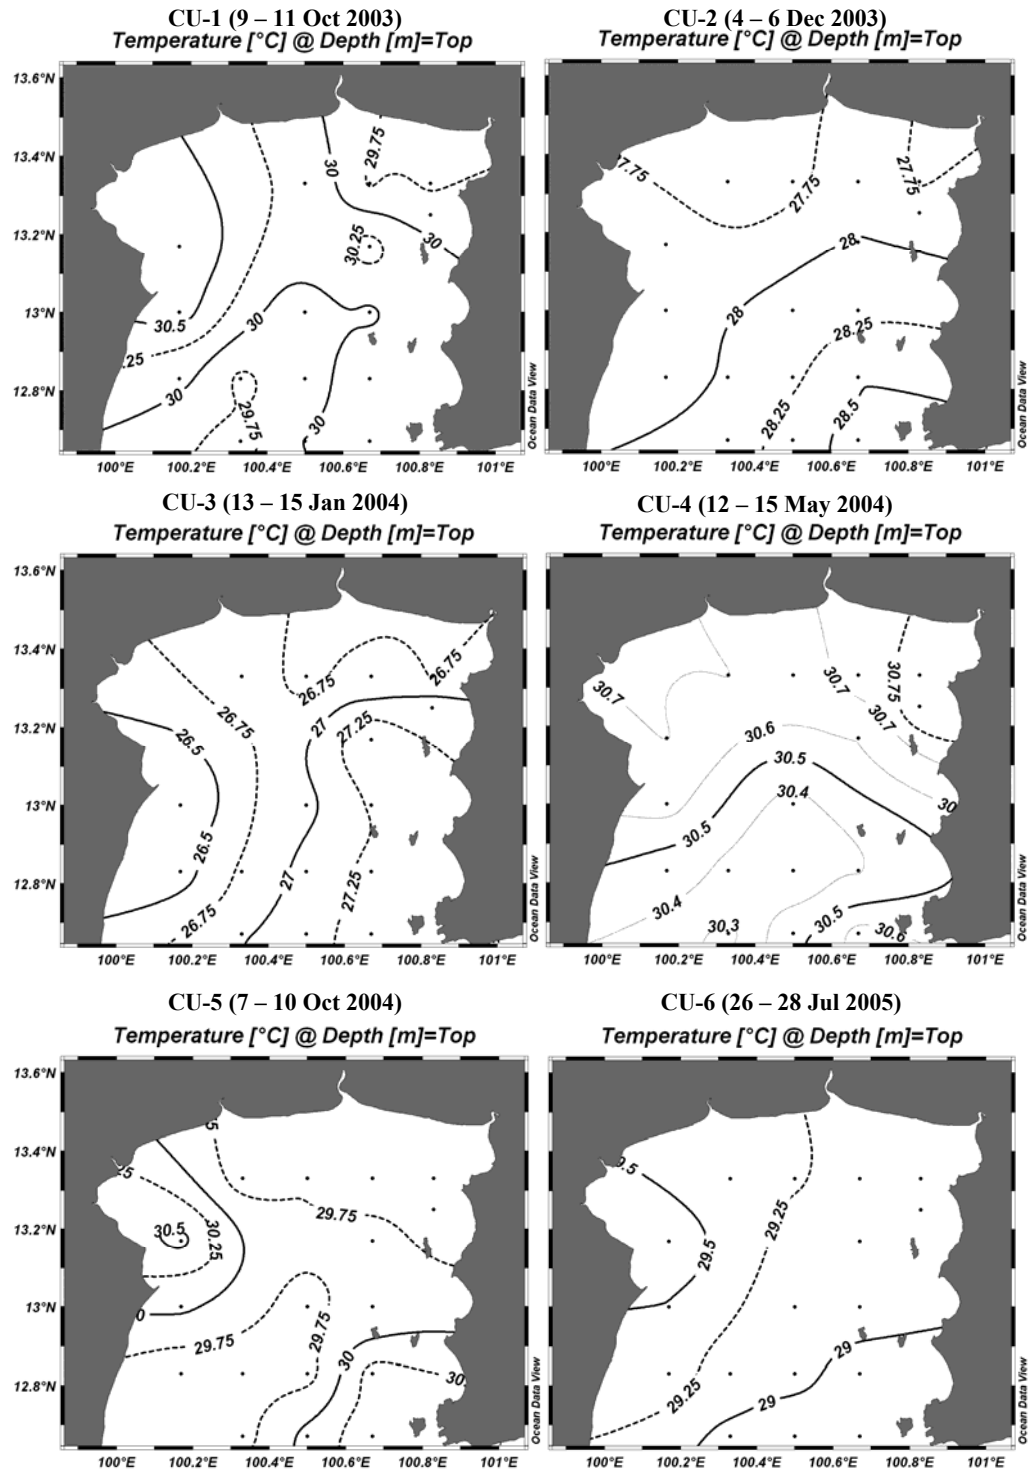 CU-1 (9 – 11 Oct 2003)
Temperature [°C] @ Depth [m]=Top
13.6°N
13.4°N
13.2°N
13°N
12.8°N
100°E 100.2°E 100.4°E 100.6°E 100.8°E 101°E
29.75
30
30.25
30
30.5
30
.25
30
29.75
30
Ocean Data View
CU-2 (4 – 6 Dec 2003)
Temperature [°C] @ Depth [m]=Top
100°E 100.2°E 100.4°E 100.6°E 100.8°E 101°E
7.75
27.75
27.75
28
28
28.25
28.25
28.5
Ocean Data View
CU-3 (13 – 15 Jan 2004)
Temperature [°C] @ Depth [m]=Top
13.6°N
13.4°N
13.2°N
13°N
12.8°N
100°E 100.2°E 100.4°E 100.6°E 100.8°E 101°E
26.75
26.75
26.75
27
27.25
26.5
26.5
27
27.25
26.75
Ocean Data View
CU-4 (12 – 15 May 2004)
Temperature [°C] @ Depth [m]=Top
100°E 100.2°E 100.4°E 100.6°E 100.8°E 101°E
30.7
30.7
30.75
30.7
30.6
30.5
30.4
30
30.5
30.4
30.3
30.5
30.6
Ocean Data View
CU-5 (7 – 10 Oct 2004)
Temperature [°C] @ Depth [m]=Top
13.6°N
13.4°N
13.2°N
13°N
12.8°N
100°E 100.2°E 100.4°E 100.6°E 100.8°E 101°E
5
25
30.5
30.25
29.75
0
29.75
29.75
30
30
Ocean Data View
CU-6 (26 – 28 Jul 2005)
Temperature [°C] @ Depth [m]=Top
100°E 100.2°E 100.4°E 100.6°E 100.8°E 101°E
9.5
29.25
29.5
29
29.25
29
Ocean Data View